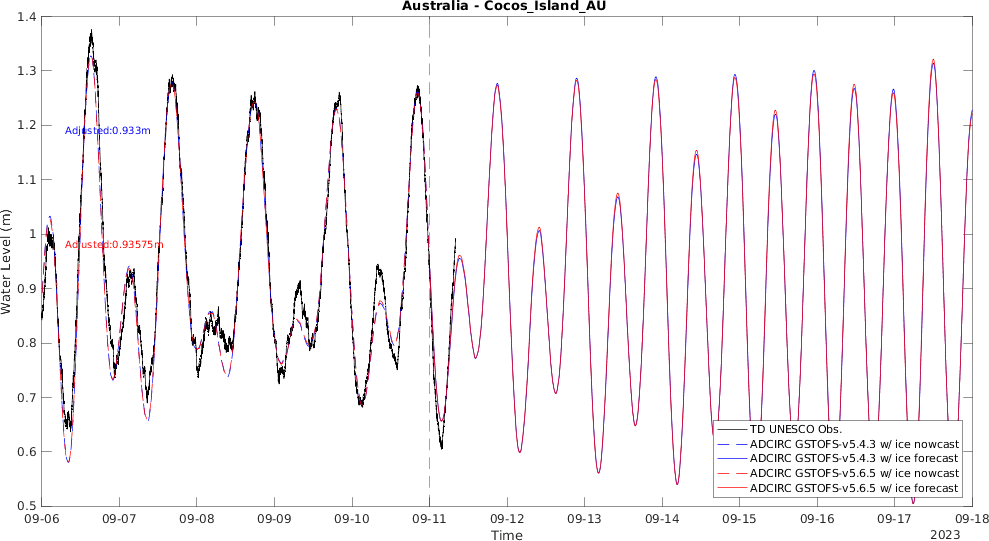 Australia - Cocos_Island_AU
1.4
1.3
1.2
1.1
1
0.9
0.8
0.7
0.6
0.5
Water Level (m)
Adjusted:0.933m
Adjusted:0.93575m
TD UNESCO Obs.
ADCIRC GSTOFS-v5.4.3 w/ ice nowcast
ADCIRC GSTOFS-v5.4.3 w/ ice forecast
ADCIRC GSTOFS-v5.6.5 w/ ice nowcast
ADCIRC GSTOFS-v5.6.5 w/ ice forecast
09-06 09-07 09-08 09-09 09-10 09-11 09-12 09-13 09-14 09-15 09-16 09-17 09-18
Time
2023